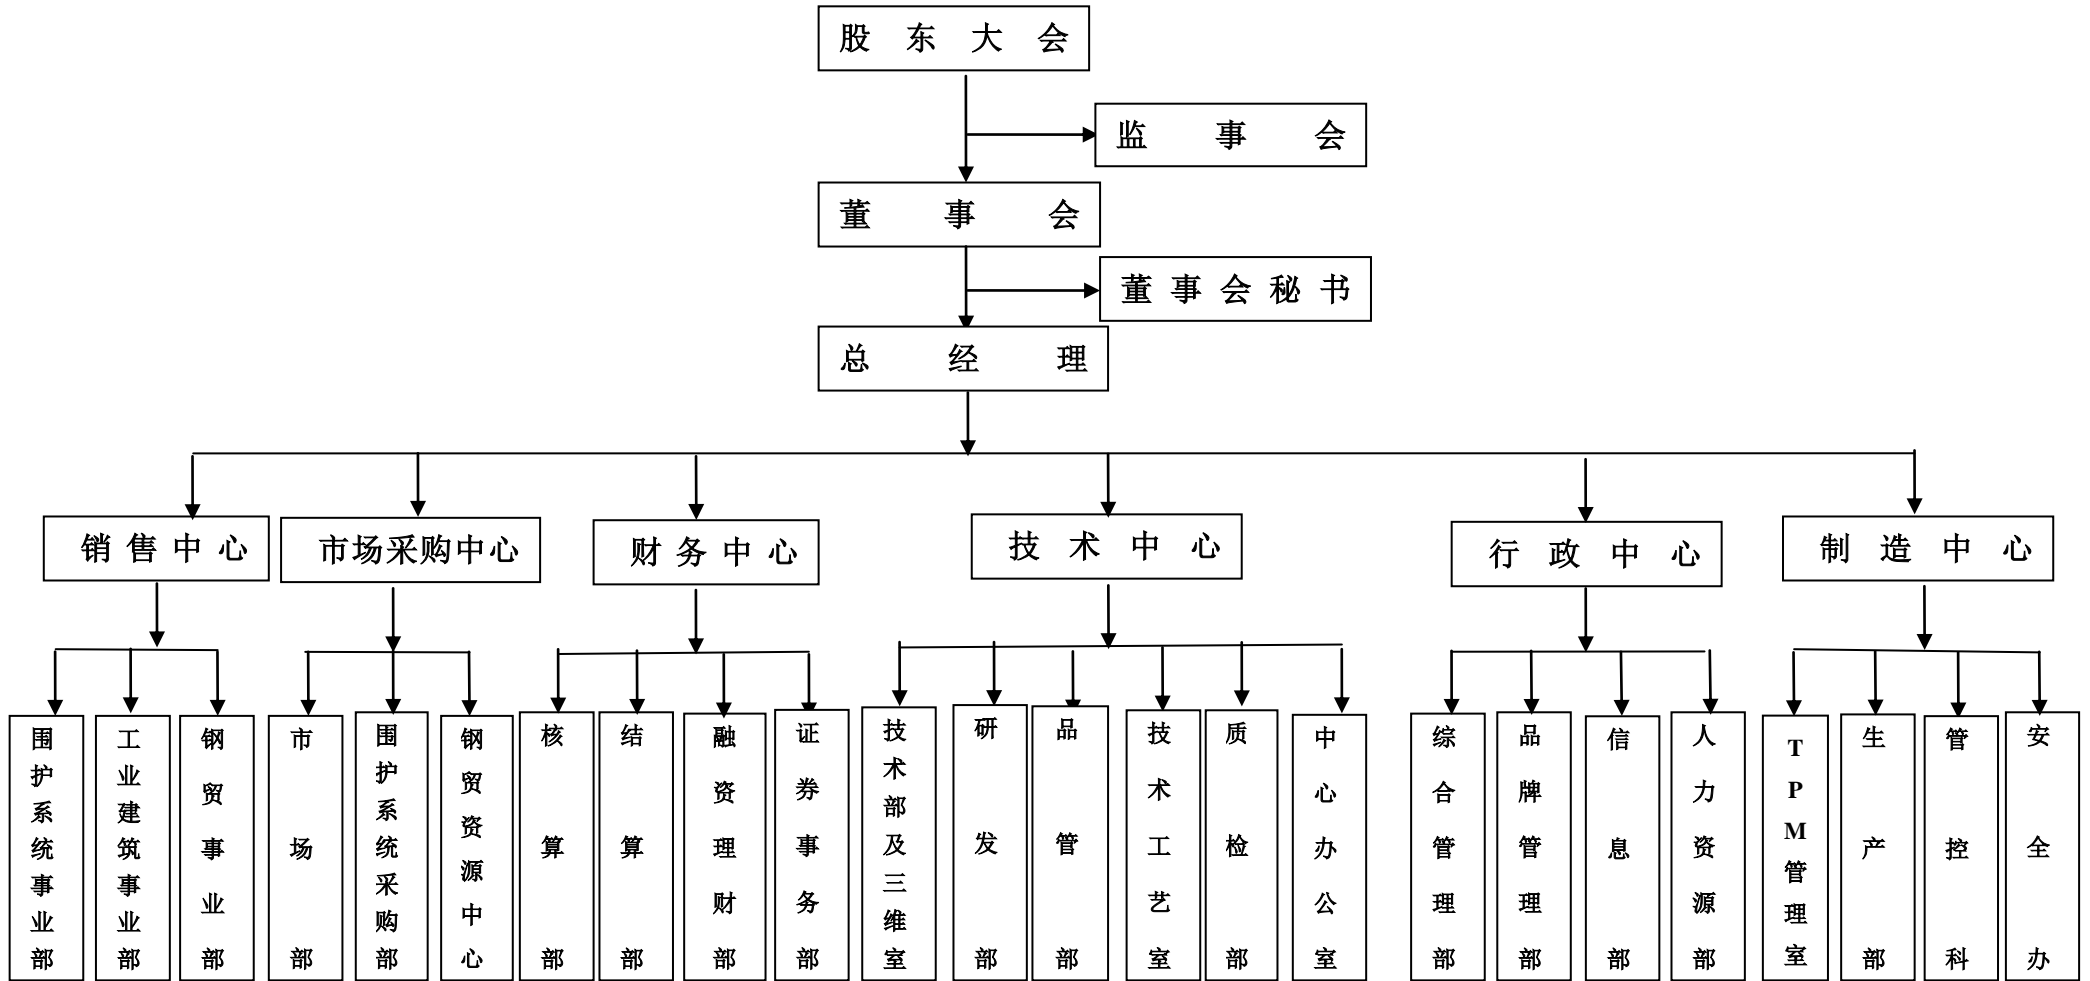 股东大会
监事会
董事会
董事会秘书
总经理
销售中心
市场采购中心
财务中心
技术中心
行政中心
制造中心
围护系统事业部
工业建筑事业部
钢贸事业部
市场部
围护系统采购部
钢贸资源中心
核算部
结算部
融资理财部
证券事务部
技术部及三维室
研发部
品管部
技术工艺室
质检部
中心办公室
综合管理部
品牌管理部
信息部
人力资源部
TPM管理室
生产部
管控科
安全办